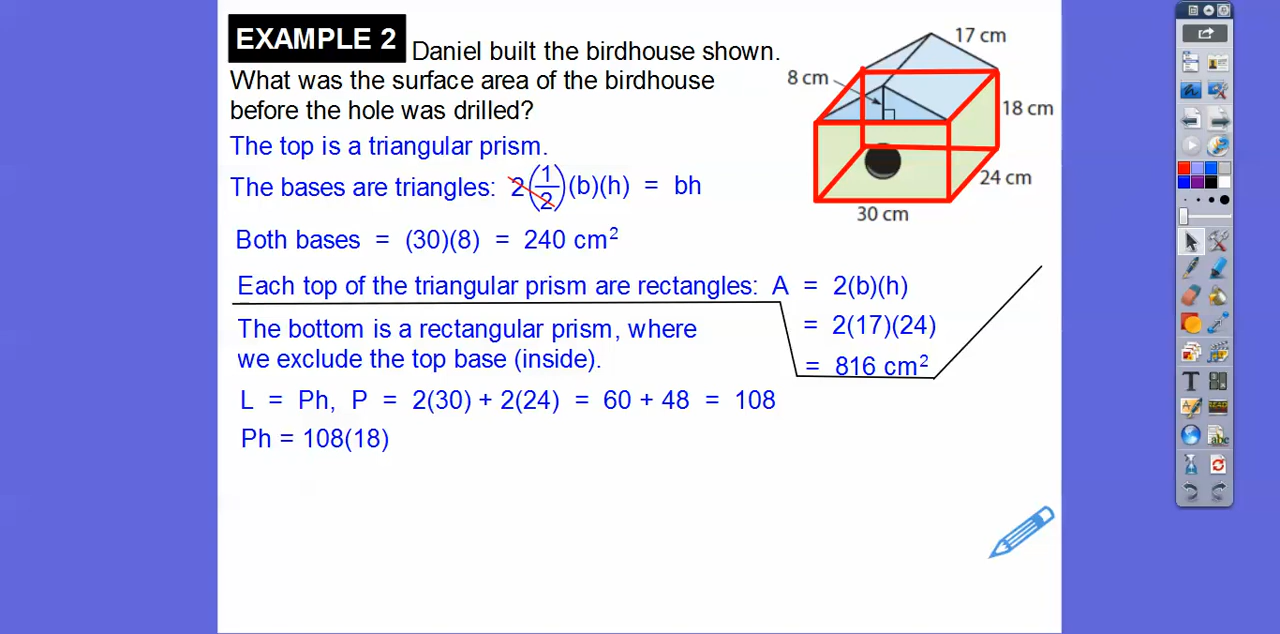 EXAMPLE 2 Daniel built the birdhouse shown.
What was the surface area of the birdhouse
before the hole was drilled?
17 cm
8 cm
18 cm
24 cm
30 cm
The top is a triangular prism.
The bases are triangles: 2(1/2)(b)(h) = bh
Both bases = (30)(8) = 240 cm²
Each top of the triangular prism are rectangles: A = 2(b)(h)
= 2(17)(24)
= 816 cm²
The bottom is a rectangular prism, where
we exclude the top base (inside).
L = Ph, P = 2(30) + 2(24) = 60 + 48 = 108
Ph = 108(18)
T
abc